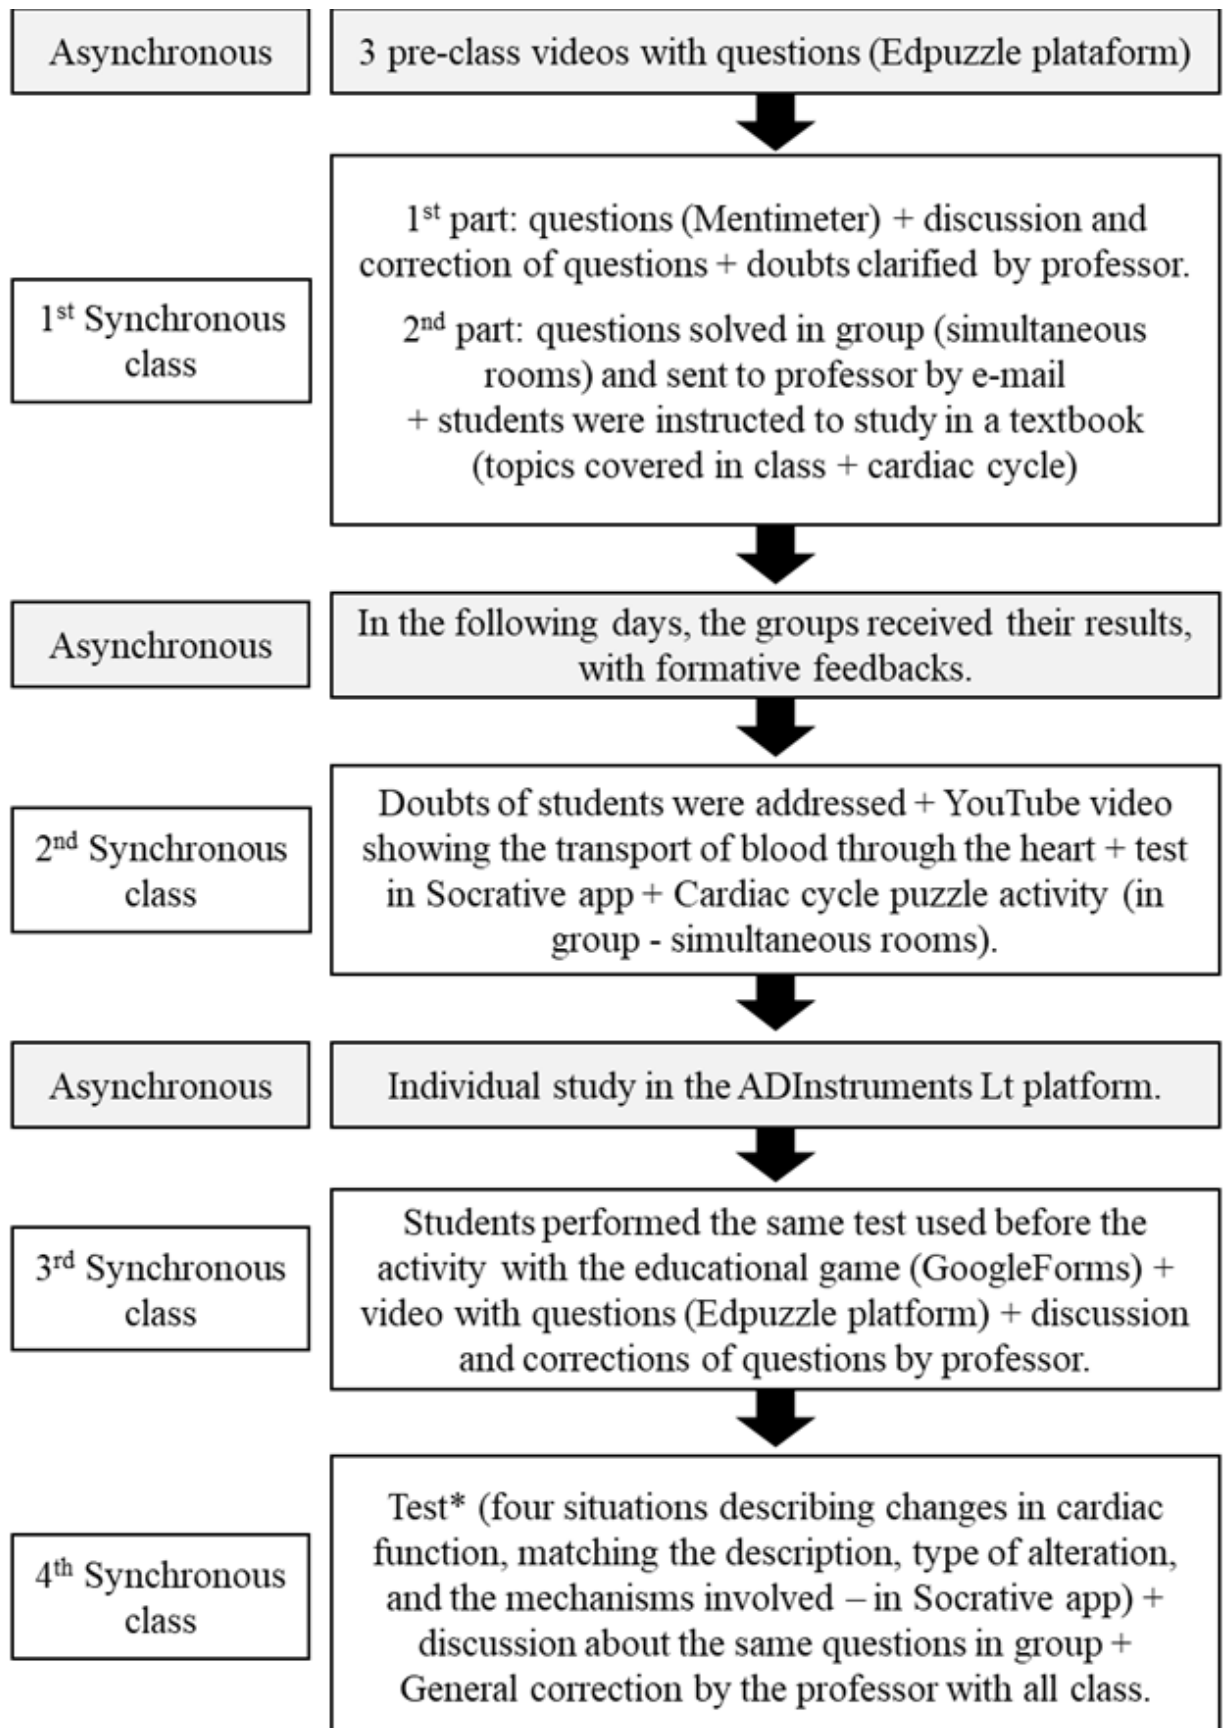 Asynchronous
3 pre-class videos with questions (Edpuzzle plataform)
1st Synchronous
class
1st part: questions (Mentimeter) + discussion and
correction of questions + doubts clarified by professor.
2nd part: questions solved in group (simultaneous
rooms) and sent to professor by e-mail
+ students were instructed to study in a textbook
(topics covered in class + cardiac cycle)
Asynchronous
In the following days, the groups received their results,
with formative feedbacks.
2nd Synchronous
class
Doubts of students were addressed + YouTube video
showing the transport of blood through the heart + test
in Socrative app + Cardiac cycle puzzle activity (in
group - simultaneous rooms).
Asynchronous
Individual study in the ADInstruments Lt platform.
3rd Synchronous
class
Students performed the same test used before the
activity with the educational game (GoogleForms) +
video with questions (Edpuzzle platform) + discussion
and corrections of questions by professor.
4th Synchronous
class
Test* (four situations describing changes in cardiac
function, matching the description, type of alteration,
and the mechanisms involved – in Socrative app) +
discussion about the same questions in group +
General correction by the professor with all class.